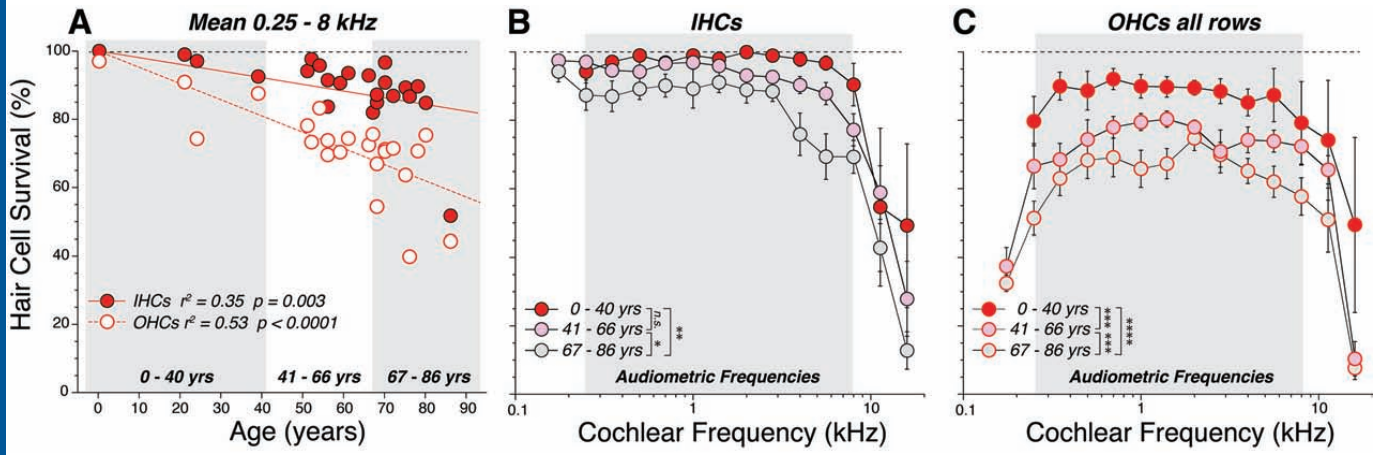 A
Mean 0.25 - 8 kHz
Hair Cell Survival (%)
100
80
60
40
20
0
IHCs r² = 0.35 p = 0.003
OHCs r² = 0.53 p < 0.0001
0 - 40 yrs
41 - 66 yrs
67 - 86 yrs
0 10 20 30 40 50 60 70 80 90
Age (years)
B
IHCs
0 - 40 yrs
41 - 66 yrs
67 - 86 yrs
n.s.
*
**
Audiometric Frequencies
0.1 1 10
Cochlear Frequency (kHz)
C
OHCs all rows
0 - 40 yrs
41 - 66 yrs
67 - 86 yrs
***
***
****
Audiometric Frequencies
0.1 1 10
Cochlear Frequency (kHz)